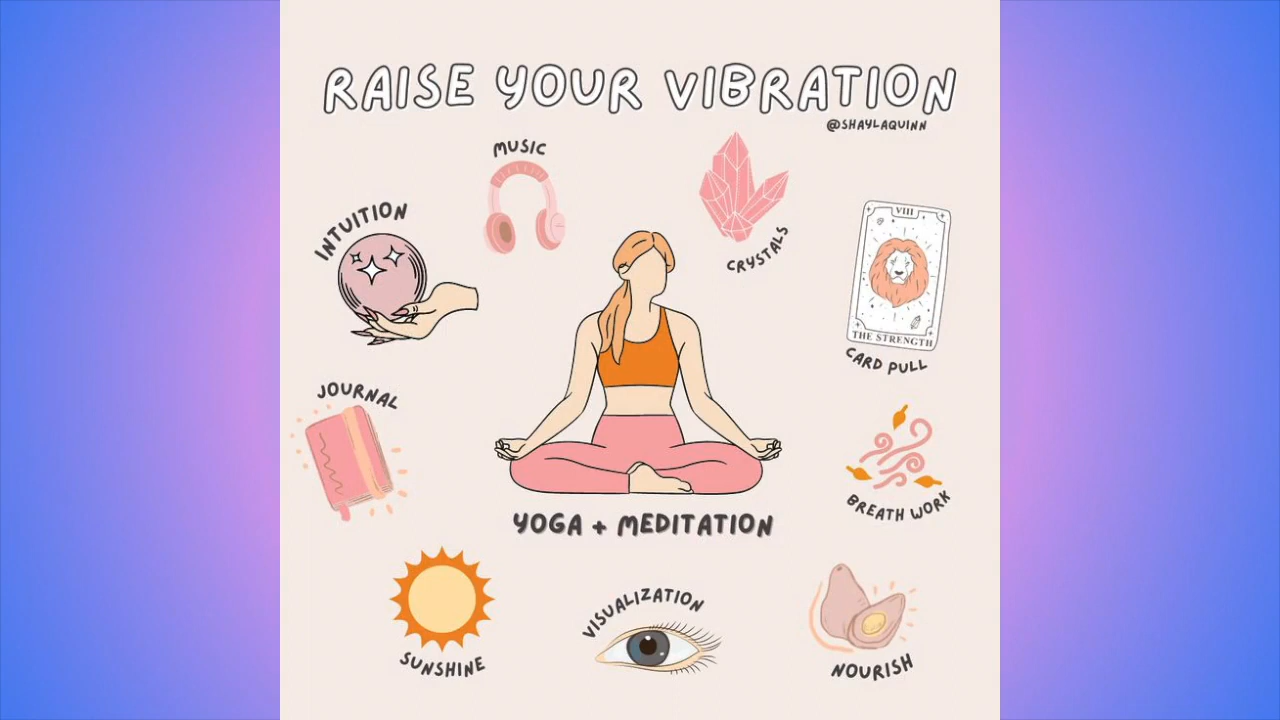 RAISE YOUR VIBRATION
@SHAYLAQUINN
MUSIC
CRYSTALS
INTUITION
VIII
THE STRENGTH
CARD PULL
JOURNAL
BREATH WORK
YOGA + MEDITATION
SUNSHINE
VISUALIZATION
NOURISH